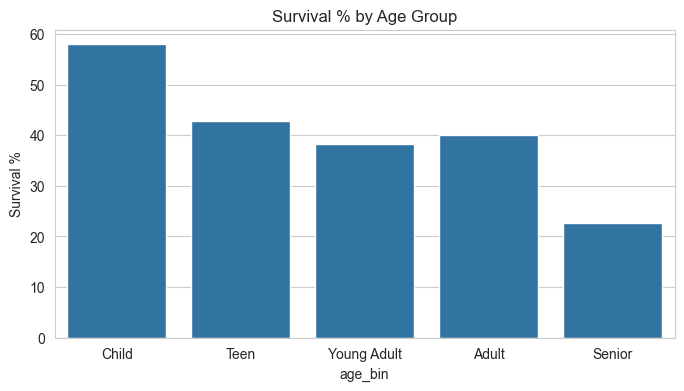 Survival % by Age Group
60
50
40
30
20
10
0
Survival %
Child Teen Young Adult Adult Senior
age_bin